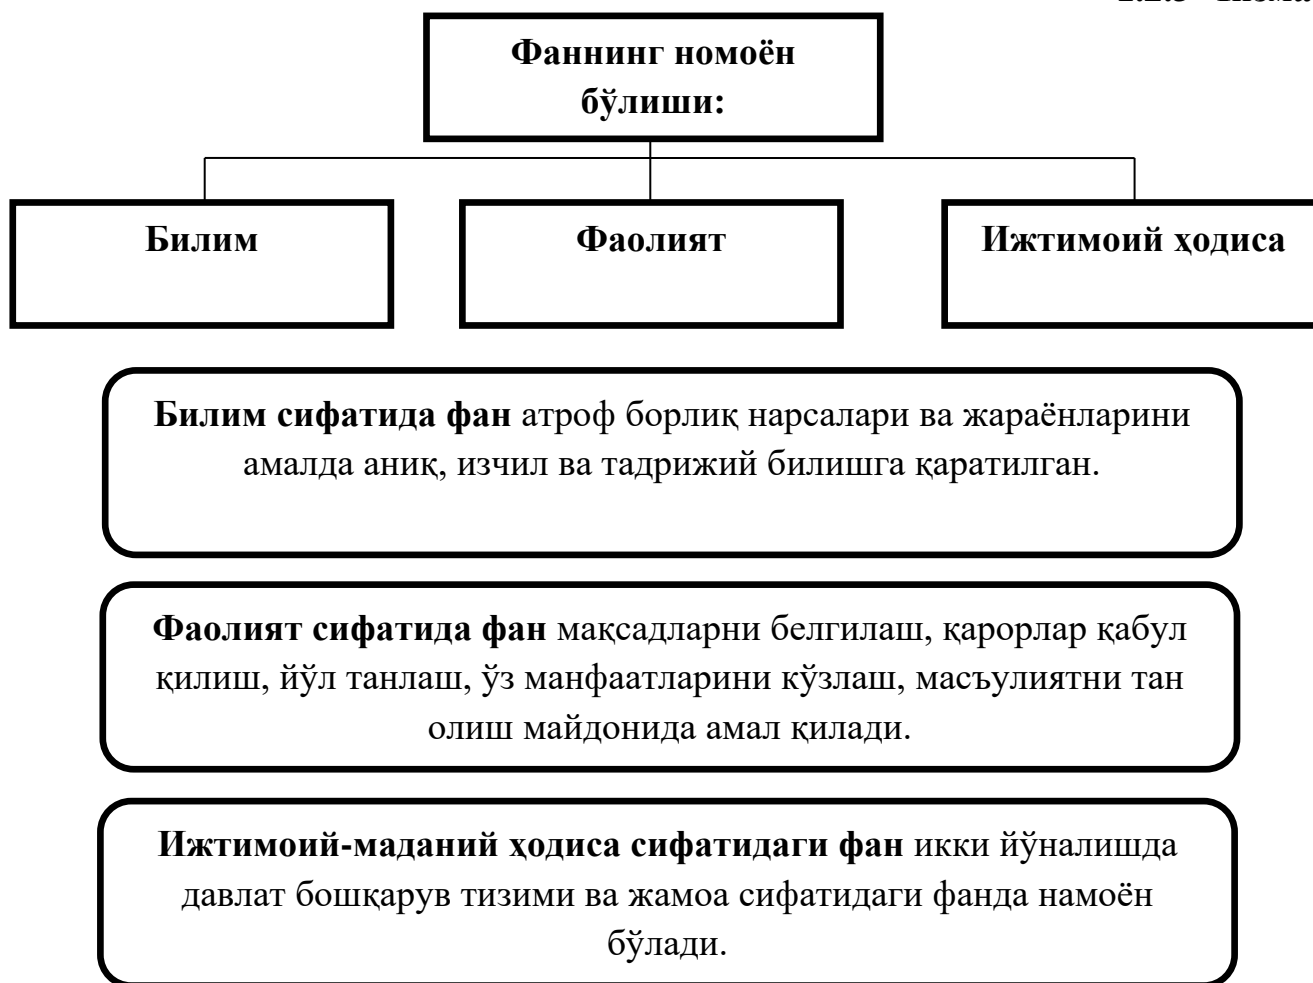 Фаннинг номоён
бўлиши:
Билим
Фаолият
Ижтимоий ҳодиса
Билим сифатида фан атроф борлиқ нарсалари ва жараёнларини
амалда аниқ, изчил ва тадрижий билишга қаратилган.
Фаолият сифатида фан мақсадларни белгилаш, қарорлар қабул
қилиш, йўл танлаш, ўз манфаатларини кўзлаш, масъулиятни тан
олиш майдонида амал қилади.
Ижтимоий-маданий ҳодиса сифатидаги фан икки йўналишда
давлат бошқарув тизими ва жамоа сифатидаги фанда намоён
бўлади.